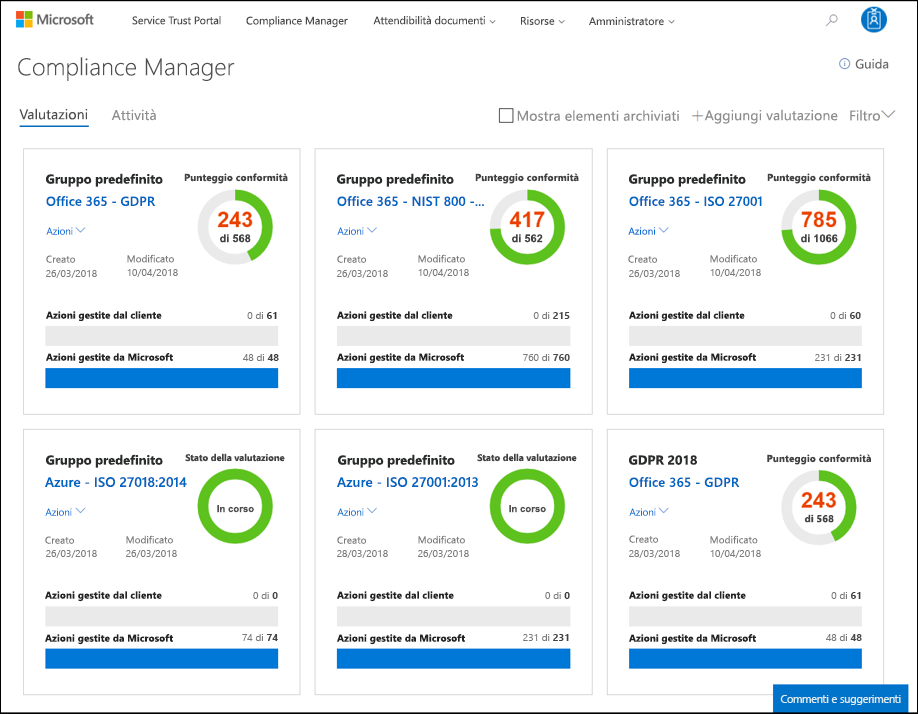 Microsoft Service Trust Portal Compliance Manager Attendibilità documenti Risorse Amministratore
Compliance Manager
Guida
Valutazioni Attività
Mostra elementi archiviati +Aggiungi valutazione Filtro
Gruppo predefinito Punteggio conformità
Office 365 - GDPR
243
di 568
Azioni
Creato Modificato
26/03/2018 10/04/2018
Azioni gestite dal cliente 0 di 61
Azioni gestite da Microsoft 48 di 48
Gruppo predefinito Punteggio conformità
Office 365 - NIST 800 -...
417
di 562
Azioni
Creato Modificato
26/03/2018 10/04/2018
Azioni gestite dal cliente 0 di 215
Azioni gestite da Microsoft 760 di 760
Gruppo predefinito Punteggio conformità
Office 365 - ISO 27001
785
di 1066
Azioni
Creato Modificato
26/03/2018 10/04/2018
Azioni gestite dal cliente 0 di 60
Azioni gestite da Microsoft 231 di 231
Gruppo predefinito Stato della valutazione
Azure - ISO 27018:2014
In corso
Azioni
Creato Modificato
26/03/2018 26/03/2018
Azioni gestite dal cliente 0 di 0
Azioni gestite da Microsoft 74 di 74
Gruppo predefinito Stato della valutazione
Azure - ISO 27001:2013
In corso
Azioni
Creato Modificato
28/03/2018 26/03/2018
Azioni gestite dal cliente 0 di 0
Azioni gestite da Microsoft 231 di 231
GDPR 2018 Punteggio conformità
Office 365 - GDPR
243
di 568
Azioni
Creato Modificato
28/03/2018 10/04/2018
Azioni gestite dal cliente 0 di 61
Azioni gestite da Microsoft 48 di 48
Commenti e suggerimenti